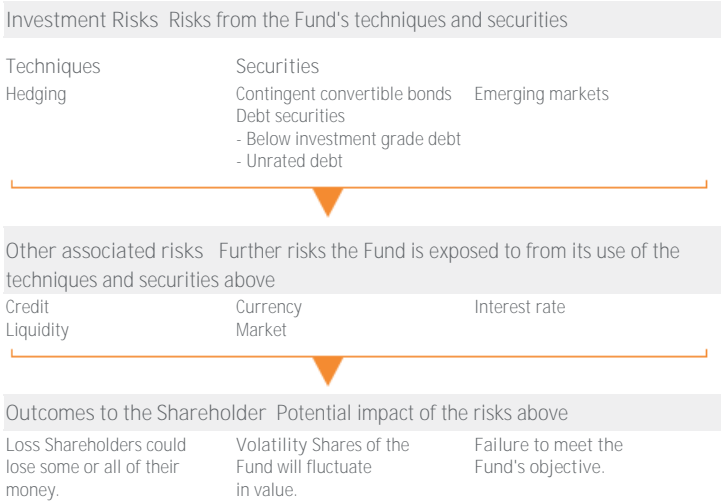 Investment Risks Risks from the Fund's techniques and securities
Techniques
Hedging
Securities
Contingent convertible bonds
Debt securities
- Below investment grade debt
- Unrated debt
Emerging markets
Other associated risks Further risks the Fund is exposed to from its use of the
techniques and securities above
Credit
Liquidity
Currency
Market
Interest rate
Outcomes to the Shareholder Potential impact of the risks above
Loss Shareholders could
lose some or all of their
money.
Volatility Shares of the
Fund will fluctuate
in value.
Failure to meet the
Fund's objective.